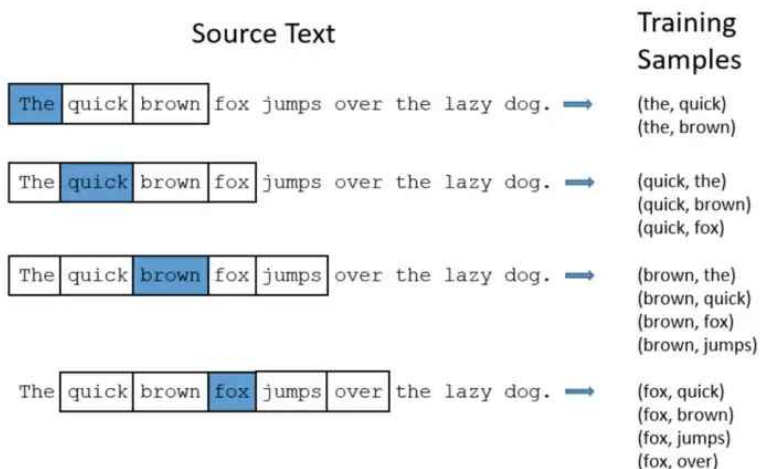 Source Text
Training
Samples
The quick brown fox jumps over the lazy dog.
(the, quick)
(the, brown)
The quick brown fox jumps over the lazy dog.
(quick, the)
(quick, brown)
(quick, fox)
The quick brown fox jumps over the lazy dog.
(brown, the)
(brown, quick)
(brown, fox)
(brown, jumps)
The quick brown fox jumps over the lazy dog.
(fox, quick)
(fox, brown)
(fox, jumps)
(fox, over)